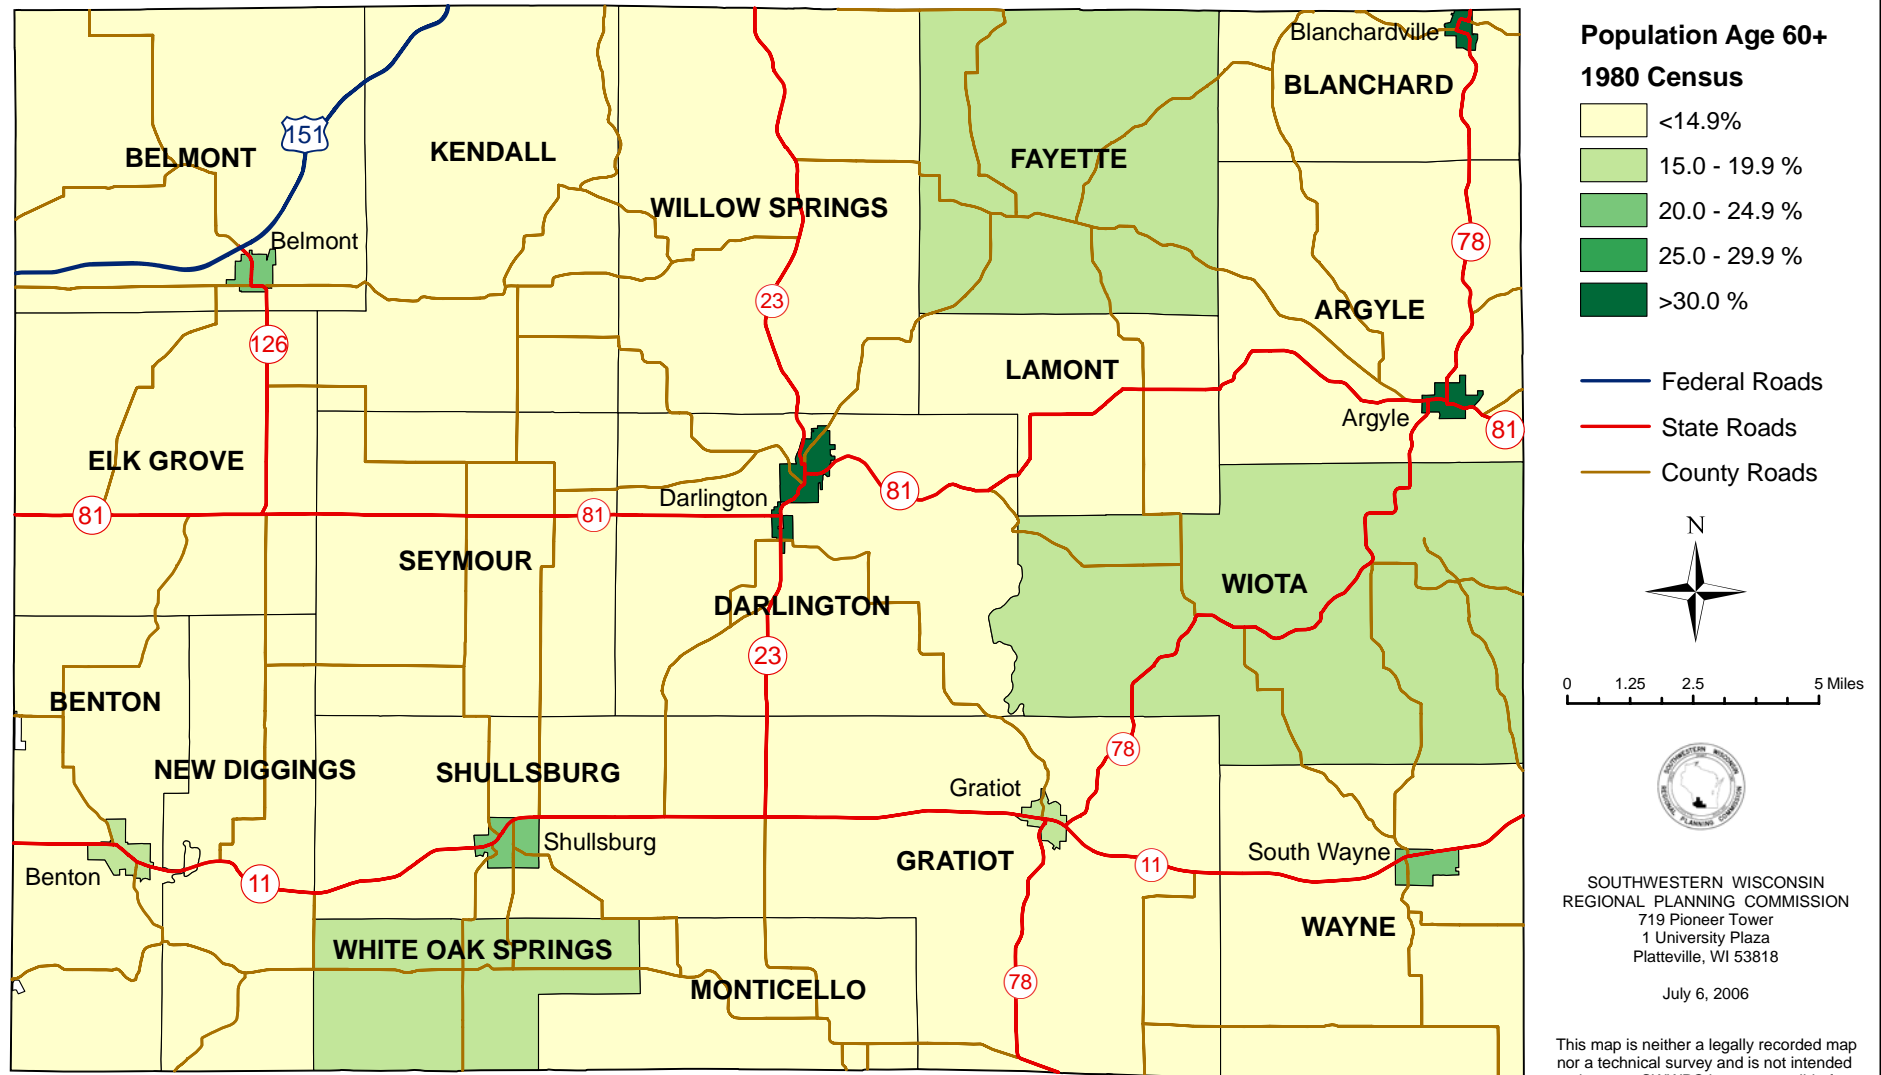 Blanchardville
BLANCHARD
151
BELMONT
KENDALL
FAYETTE
WILLOW SPRINGS
Belmont
78
23
ARGYLE
126
LAMONT
Argyle
81
ELK GROVE
Darlington
81
81
81
SEYMOUR
WIOTA
DARLINGTON
23
BENTON
78
NEW DIGGINGS
SHULLSBURG
Gratiot
Shullsburg
GRATIOT
South Wayne
11
Benton
11
WAYNE
WHITE OAK SPRINGS
78
MONTICELLO
Population Age 60+
1980 Census
<14.9%
15.0 - 19.9 %
20.0 - 24.9 %
25.0 - 29.9 %
>30.0 %
Federal Roads
State Roads
County Roads
N
0 1.25 2.5 5 Miles
SOUTHWESTERN WISCONSIN
REGIONAL PLANNING COMMISSION
SOUTHWESTERN WISCONSIN
REGIONAL PLANNING COMMISSION
719 Pioneer Tower
1 University Plaza
Platteville, WI 53818
July 6, 2006
This map is neither a legally recorded map
nor a technical survey and is not intended